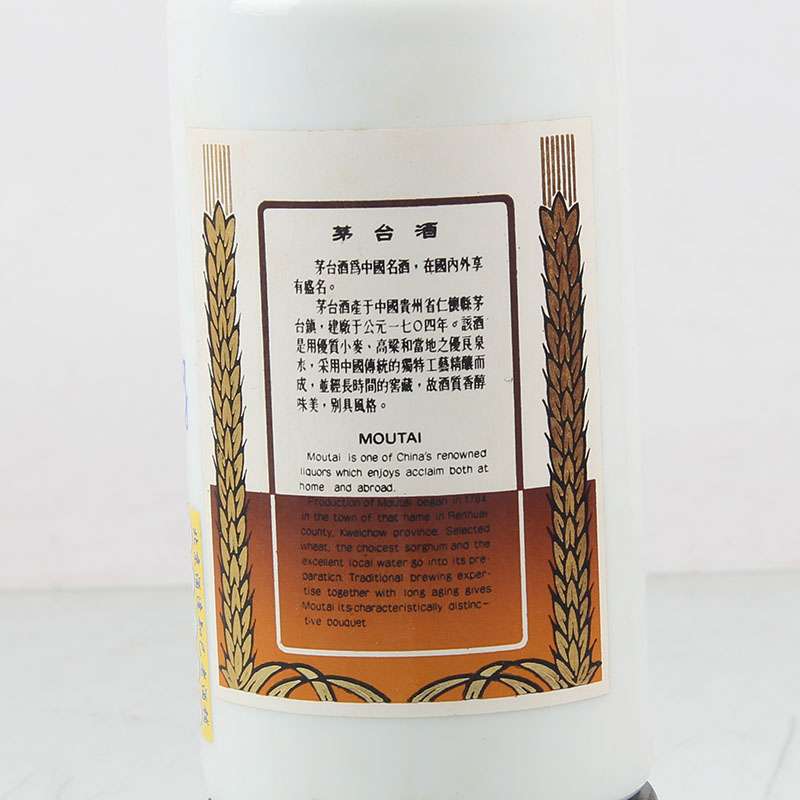 茅台酒
茅台酒爲中國名酒，在國內外享
有盛名。
茅台酒產于中國貴州省仁懷縣茅
台鎮，建廠于公元一七〇四年。該酒
是用優質小麥、高粱和當地之優良泉
水，采用中國傳統的獨特工藝精釀而
成，並經長時間的窖藏，故酒質香醇
味美，別具風格。
MOUTAI
Moutai is one of China's renowned
liquors which enjoys acclaim both at
home and abroad.
Production of Moutai began in 1704
in the town of that name in Renhuai
county, Kweichow province. Selected
wheat, the choicest sorghum and the
excellent local water go into its pre-
paration. Traditional brewing exper-
tise together with long aging gives
Moutai its characteristically distinc-
tive bouquet